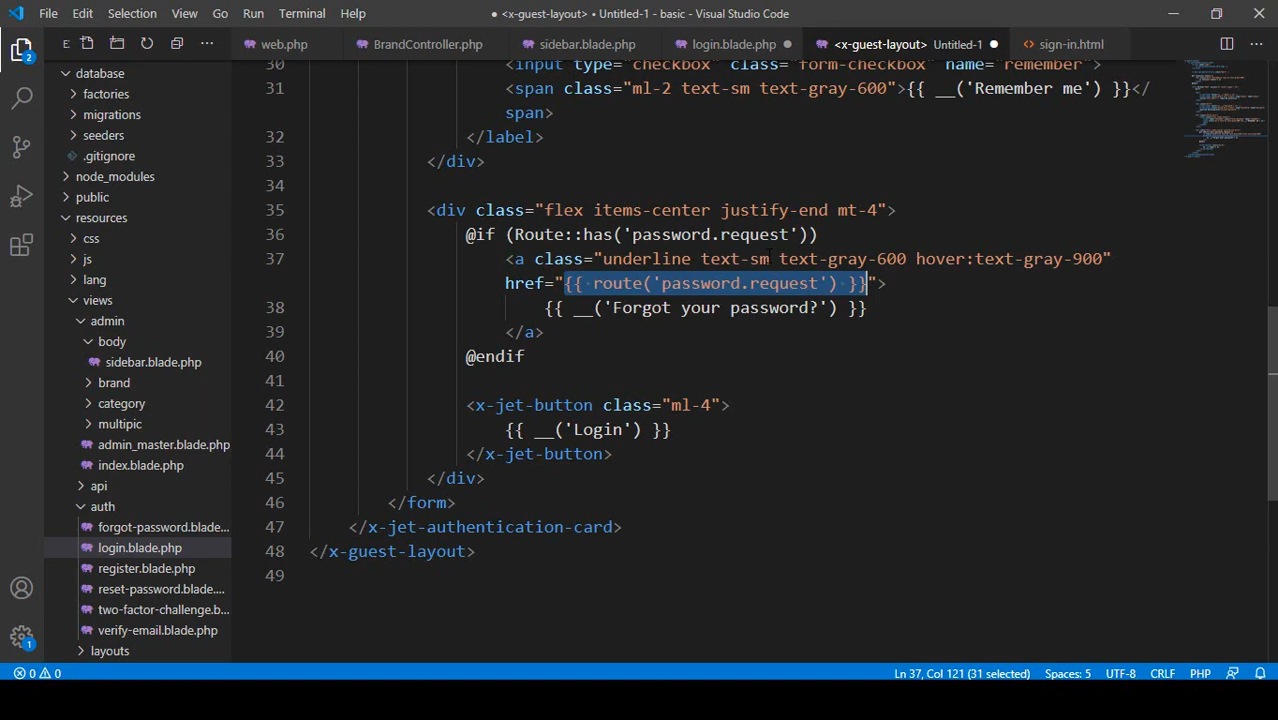 File Edit Selection View Go Run Terminal Help
● <x-guest-layout> • Untitled-1 - basic - Visual Studio Code
2
E
web.php
BrandController.php
sidebar.blade.php
login.blade.php
<x-guest-layout> Untitled-1
sign-in.html
database
factories
migrations
seeders
.gitignore
node_modules
public
resources
css
js
lang
views
admin
body
sidebar.blade.php
brand
category
multipic
admin_master.blade.php
index.blade.php
api
auth
forgot-password.blade...
login.blade.php
register.blade.php
reset-password.blade....
two-factor-challenge.b...
verify-email.blade.php
layouts
1
30 <input type="checkbox" class="form-checkbox" name="remember">
31 <span class="ml-2 text-sm text-gray-600">{{ __('Remember me') }}</
span>
32 </label>
33 </div>
34
35 <div class="flex items-center justify-end mt-4">
36 @if (Route::has('password.request'))
37 <a class="underline text-sm text-gray-600 hover:text-gray-900"
href="{{ route('password.request') }}">
38 {{ __('Forgot your password?') }}
39 </a>
40 @endif
41
42 <x-jet-button class="ml-4">
43 {{ __('Login') }}
44 </x-jet-button>
45 </div>
46 </form>
47 </x-jet-authentication-card>
48 </x-guest-layout>
49
0 0
Ln 37, Col 121 (31 selected) Spaces: 5 UTF-8 CRLF PHP